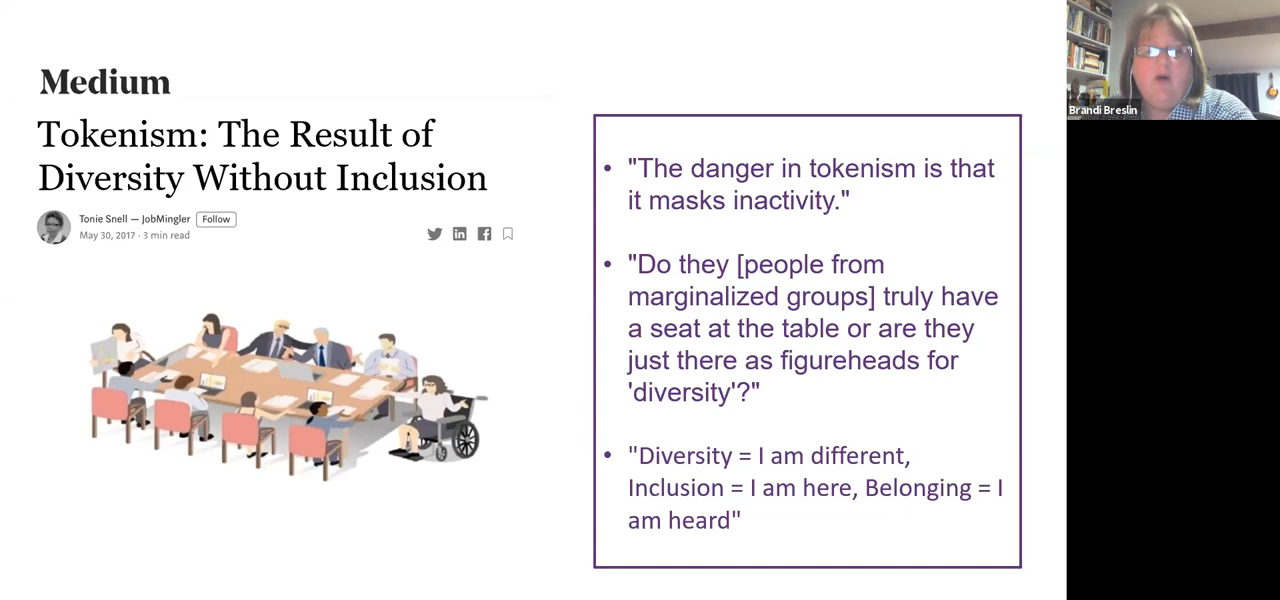 Medium
Tokenism: The Result of
Diversity Without Inclusion
Tonie Snell — JobMingler Follow
May 30, 2017 · 3 min read
• "The danger in tokenism is that
it masks inactivity."
• "Do they [people from
marginalized groups] truly have
a seat at the table or are they
just there as figureheads for
'diversity'?"
• "Diversity = I am different,
Inclusion = I am here, Belonging = I
am heard"
Brandi Breslin